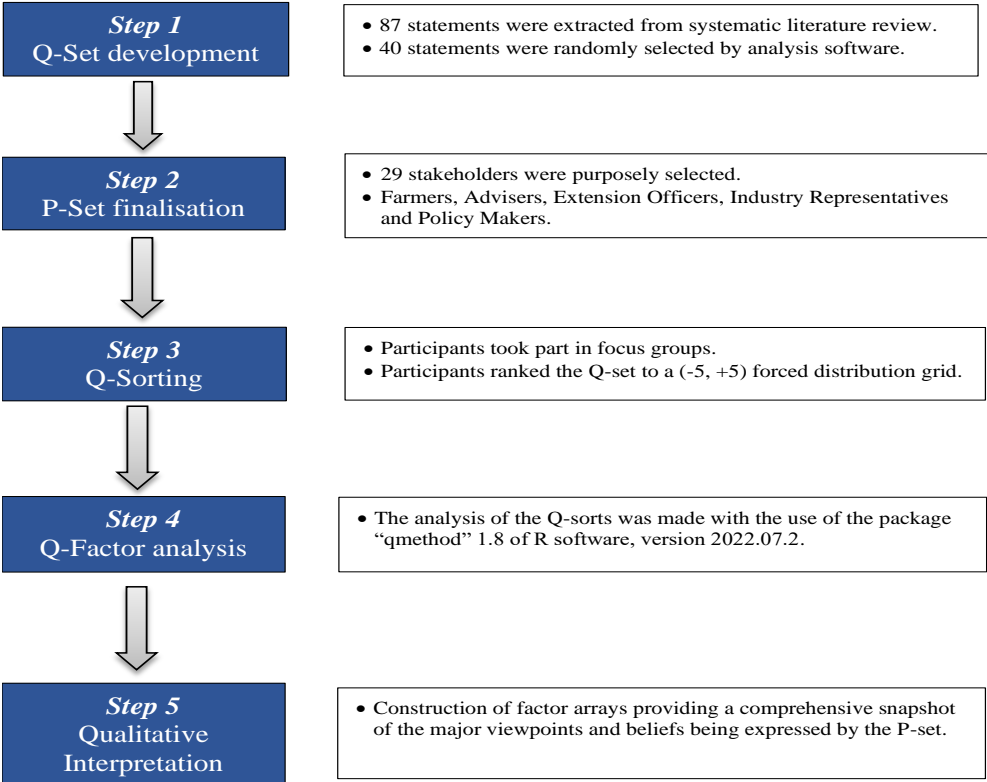 Step 1
Q-Set development
• 87 statements were extracted from systematic literature review.
• 40 statements were randomly selected by analysis software.
Step 2
P-Set finalisation
• 29 stakeholders were purposely selected.
• Farmers, Advisers, Extension Officers, Industry Representatives
and Policy Makers.
Step 3
Q-Sorting
• Participants took part in focus groups.
• Participants ranked the Q-set to a (-5, +5) forced distribution grid.
Step 4
Q-Factor analysis
• The analysis of the Q-sorts was made with the use of the package
“qmethod” 1.8 of R software, version 2022.07.2.
Step 5
Qualitative
Interpretation
• Construction of factor arrays providing a comprehensive snapshot
of the major viewpoints and beliefs being expressed by the P-set.